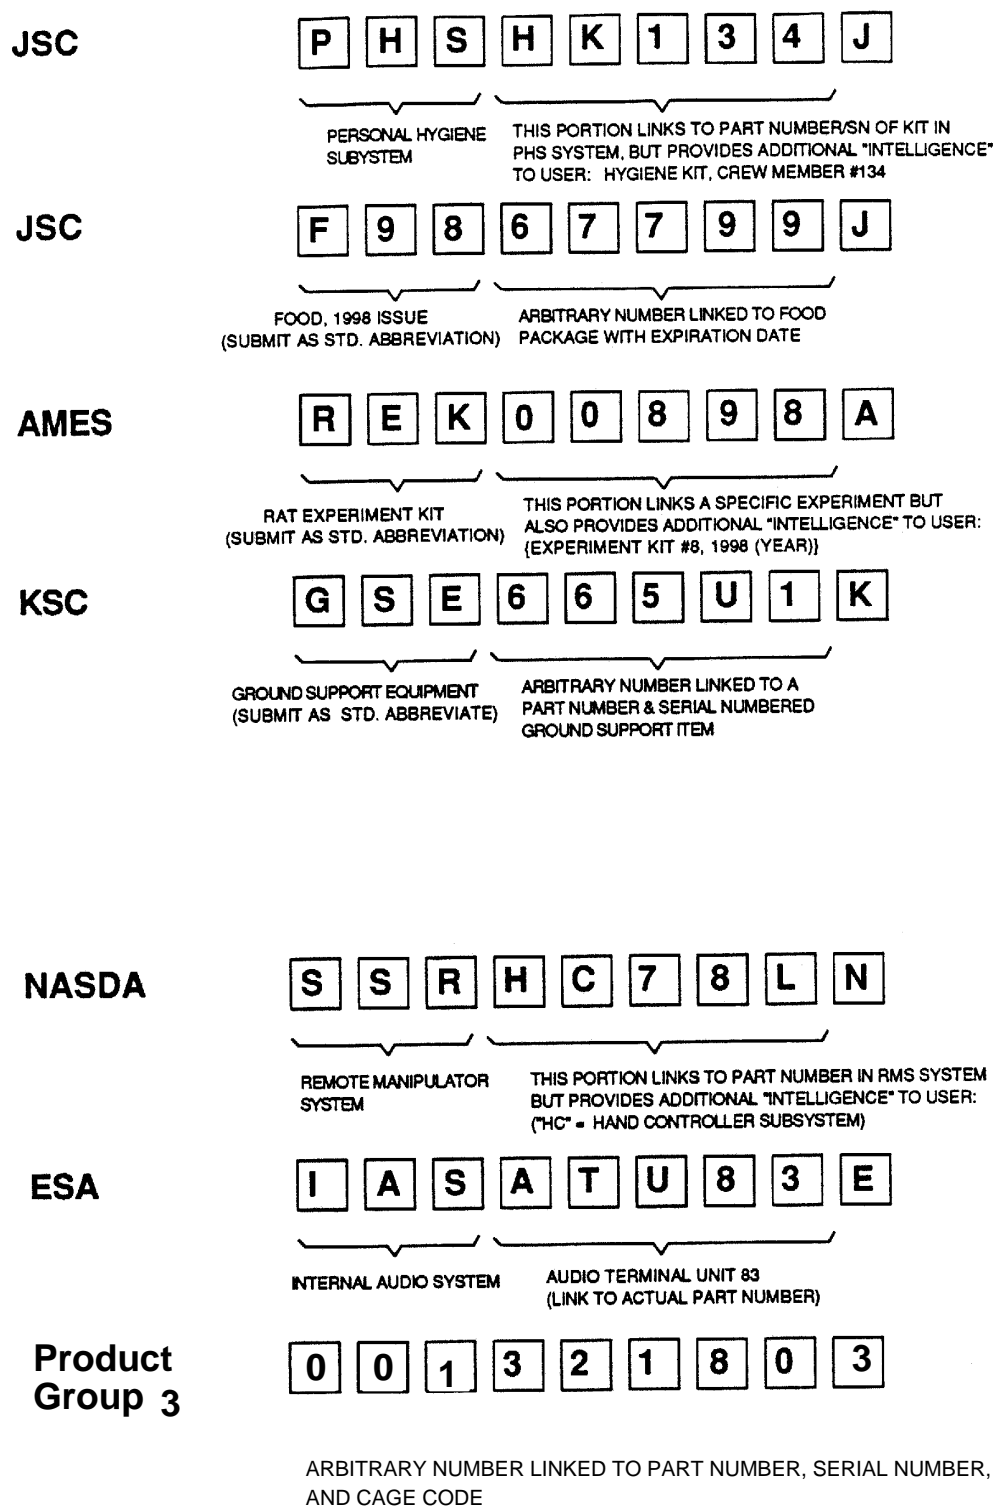 JSC P H S H K 1 3 4 J
PERSONAL HYGIENE
SUBYSTEM
THIS PORTION LINKS TO PART NUMBER/SN OF KIT IN
PHS SYSTEM, BUT PROVIDES ADDITIONAL "INTELLIGENCE"
TO USER: HYGIENE KIT, CREW MEMBER #134
JSC F 9 8 6 7 7 9 9 J
FOOD, 1998 ISSUE
(SUBMIT AS STD. ABBREVIATION)
ARBITRARY NUMBER LINKED TO FOOD
PACKAGE WITH EXPIRATION DATE
AMES R E K 0 0 8 9 8 A
RAT EXPERIMENT KIT
(SUBMIT AS STD. ABBREVIATION)
THIS PORTION LINKS A SPECIFIC EXPERIMENT BUT
ALSO PROVIDES ADDITIONAL "INTELLIGENCE" TO USER:
{EXPERIMENT KIT #8, 1998 (YEAR)}
KSC G S E 6 6 5 U 1 K
GROUND SUPPORT EQUIPMENT
(SUBMIT AS STD. ABBREVIATE)
ARBITRARY NUMBER LINKED TO A
PART NUMBER & SERIAL NUMBERED
GROUND SUPPORT ITEM
NASDA S S R H C 7 8 L N
REMOTE MANIPULATOR
SYSTEM
THIS PORTION LINKS TO PART NUMBER IN RMS SYSTEM
BUT PROVIDES ADDITIONAL "INTELLIGENCE" TO USER:
("HC" = HAND CONTROLLER SUBSYSTEM)
ESA I A S A T U 8 3 E
INTERNAL AUDIO SYSTEM
AUDIO TERMINAL UNIT 83
(LINK TO ACTUAL PART NUMBER)
Product
Group 3
0 0 1 3 2 1 8 0 3
ARBITRARY NUMBER LINKED TO PART NUMBER, SERIAL NUMBER,
AND CAGE CODE